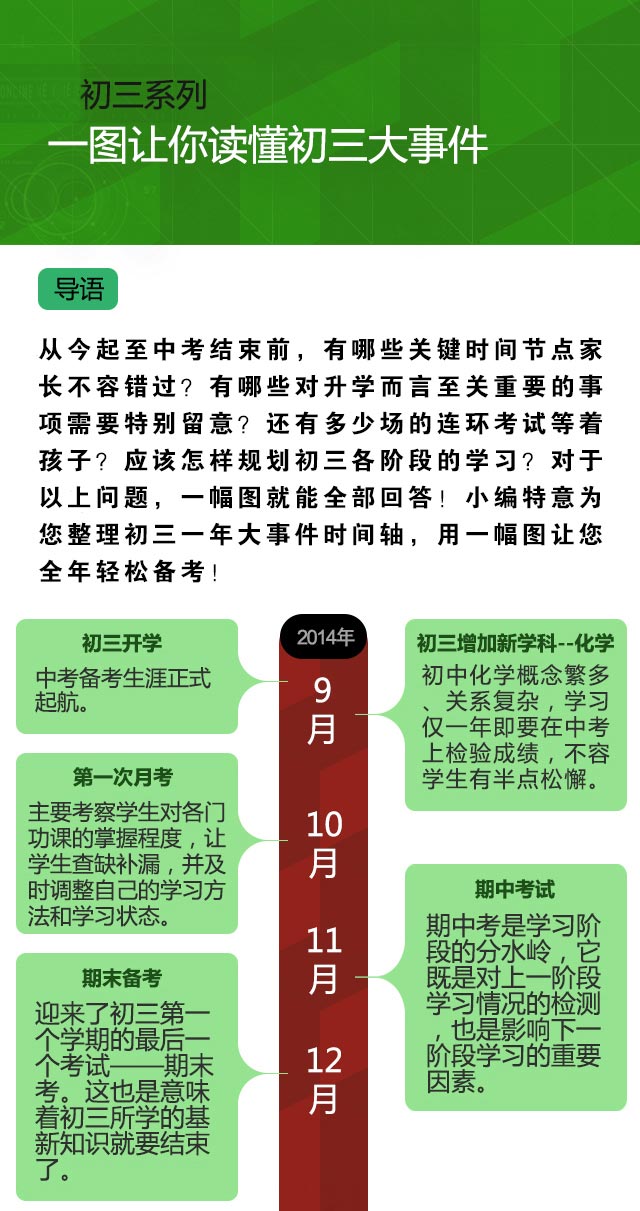 初三系列
一图让你读懂初三大事件
导语
从今起至中考结束前，有哪些关键时间节点家
长不容错过？有哪些对升学而言至关重要的事
项需要特别留意？还有多少场的连环考试等着
孩子？应该怎样规划初三各阶段的学习？对于
以上问题，一幅图就能全部回答！小编特意为
您整理初三一年大事件时间轴，用一幅图让您
全年轻松备考！
2014年
9
月
初三开学
中考备考生涯正式
起航。
初三增加新学科--化学
初中化学概念繁多
、关系复杂，学习
仅一年即要在中考
上检验成绩，不容
学生有半点松懈。
10
月
第一次月考
主要考察学生对各门
功课的掌握程度，让
学生查缺补漏，并及
时调整自己的学习方
法和学习状态。
11
月
期中考试
期中考是学习阶
段的分水岭，它
既是对上一阶段
学习情况的检测
，也是影响下一
阶段学习的重要
因素。
12
月
期末备考
迎来了初三第一
个学期的最后一
个考试——期末
考。这也是意味
着初三所学的基
新知识就要结束
了。